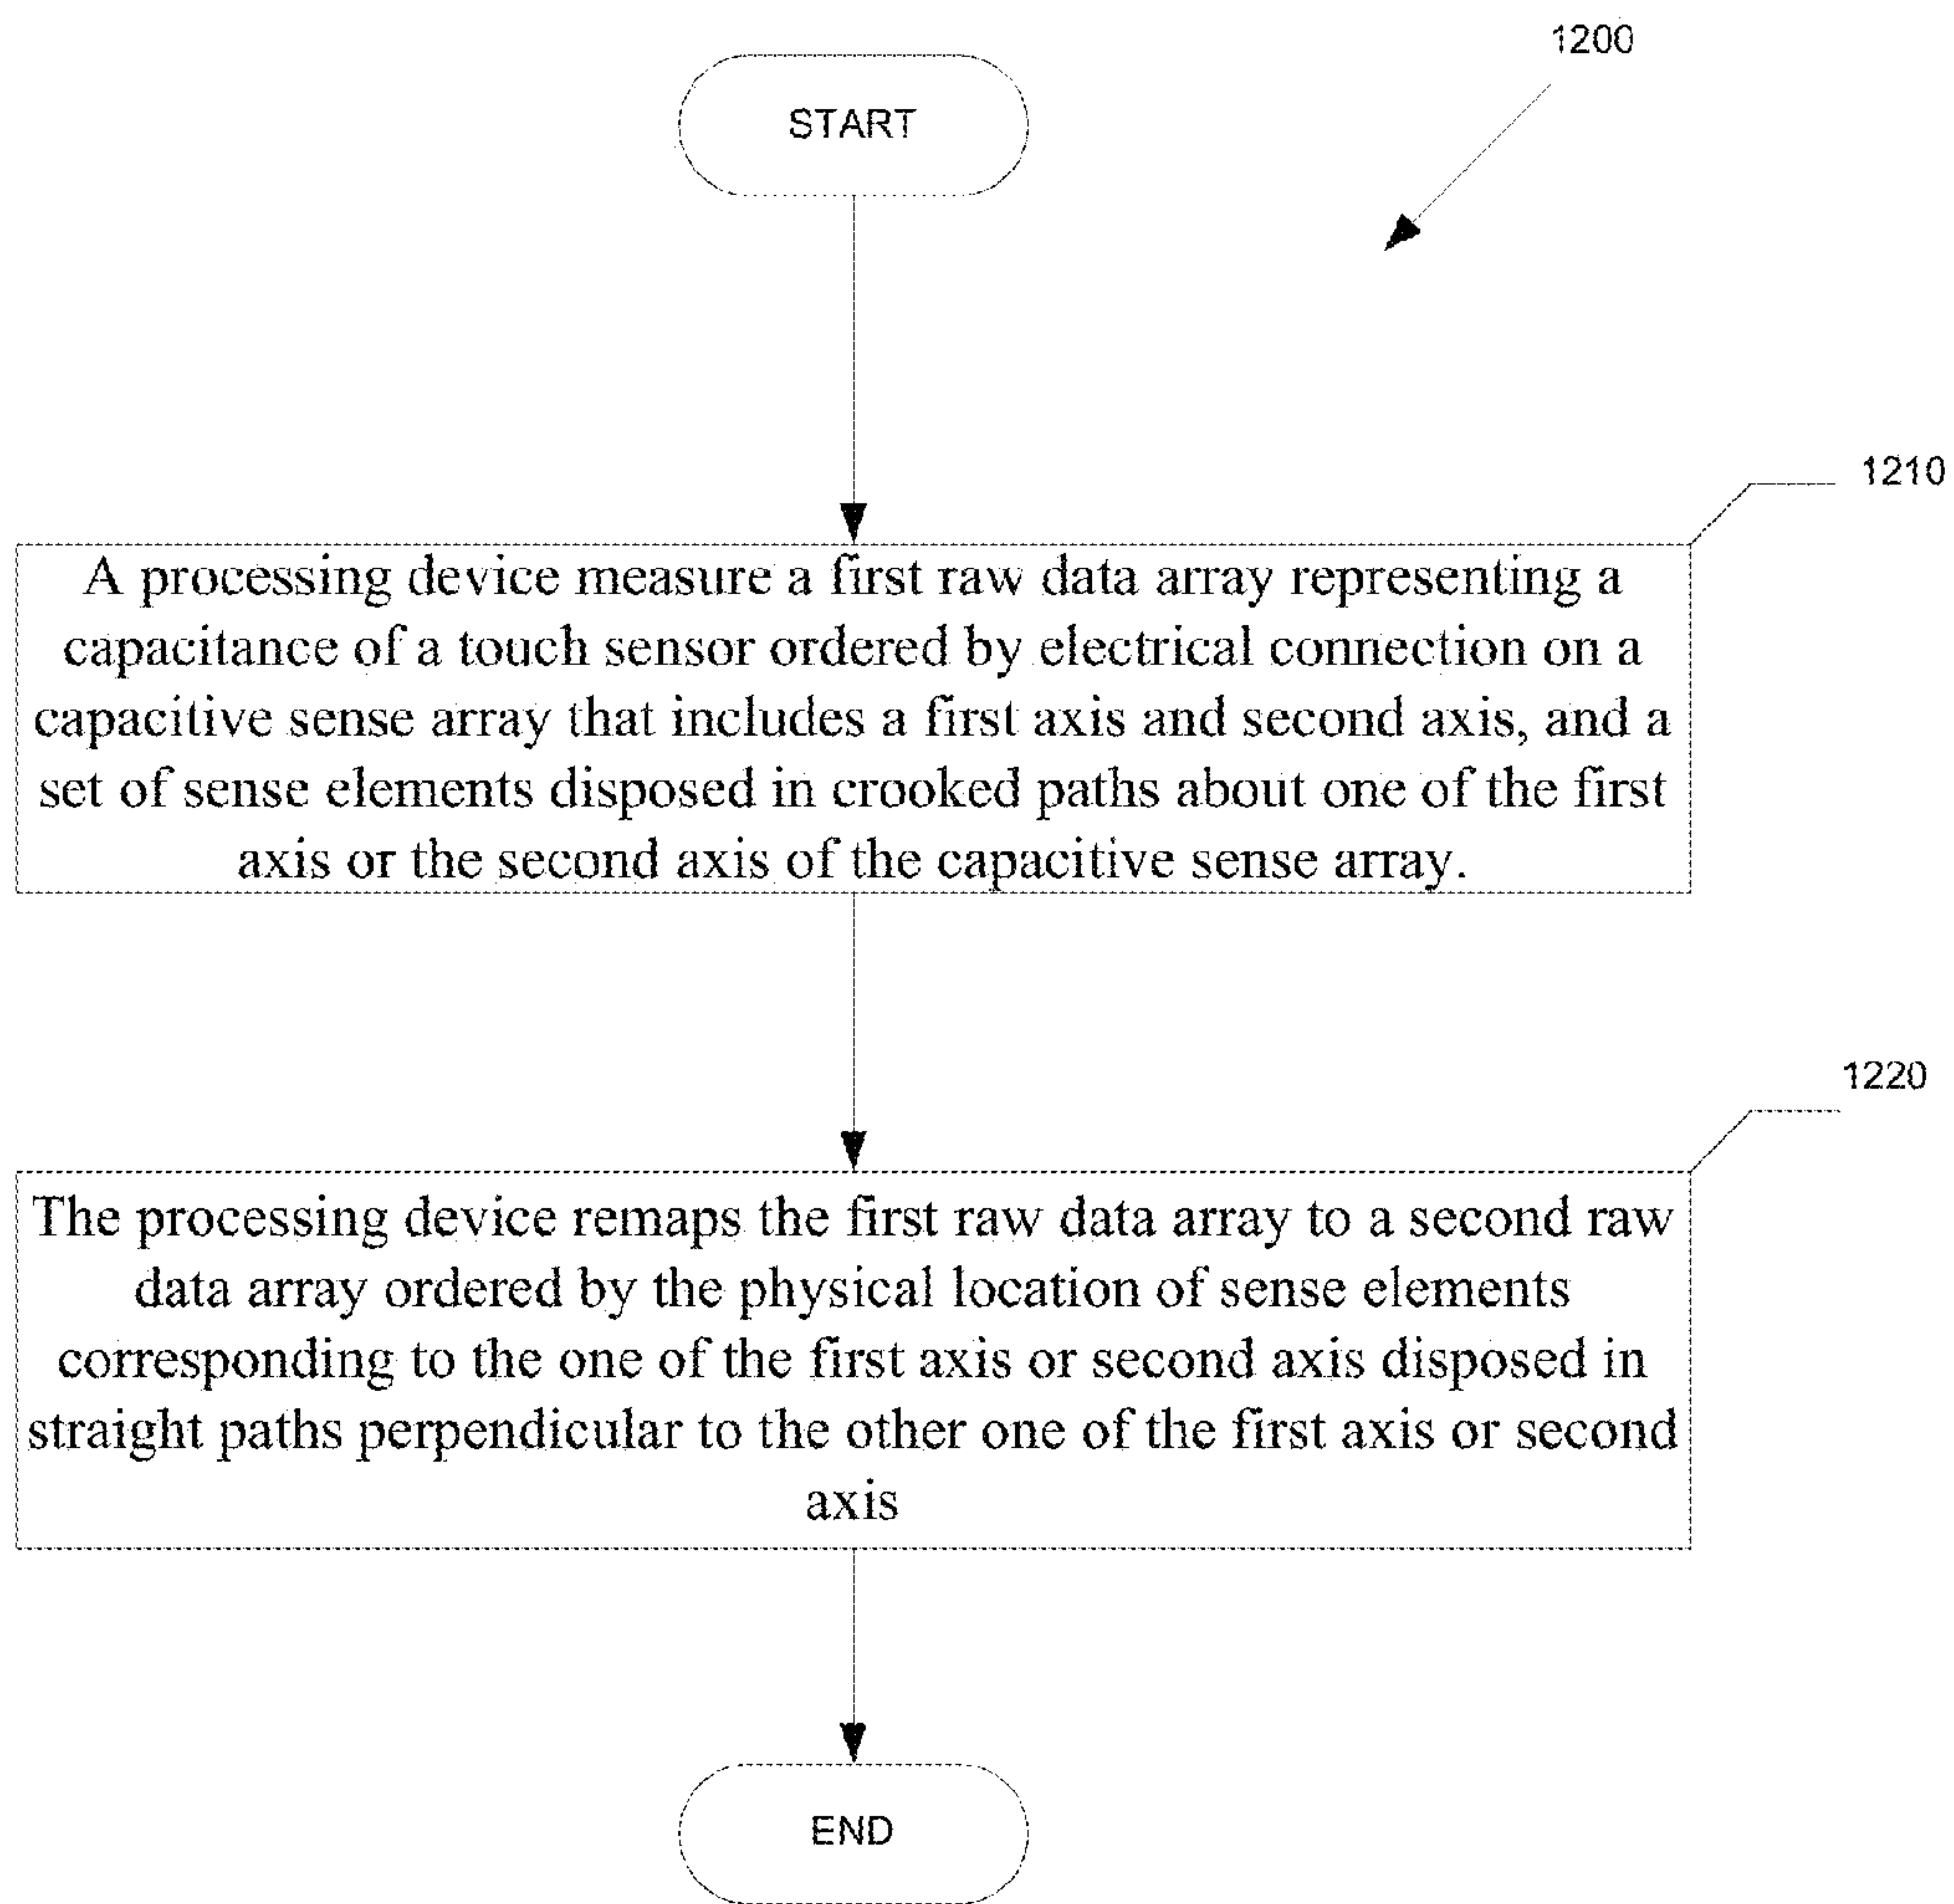 1200
START
1210
A processing device measure a first raw data array representing a
capacitance of a touch sensor ordered by electrical connection on a
capacitive sense array that includes a first axis and second axis, and a
set of sense elements disposed in crooked paths about one of the first
axis or the second axis of the capacitive sense array.
1220
The processing device remaps the first raw data array to a second raw
data array ordered by the physical location of sense elements
corresponding to the one of the first axis or second axis disposed in
straight paths perpendicular to the other one of the first axis or second
axis
END